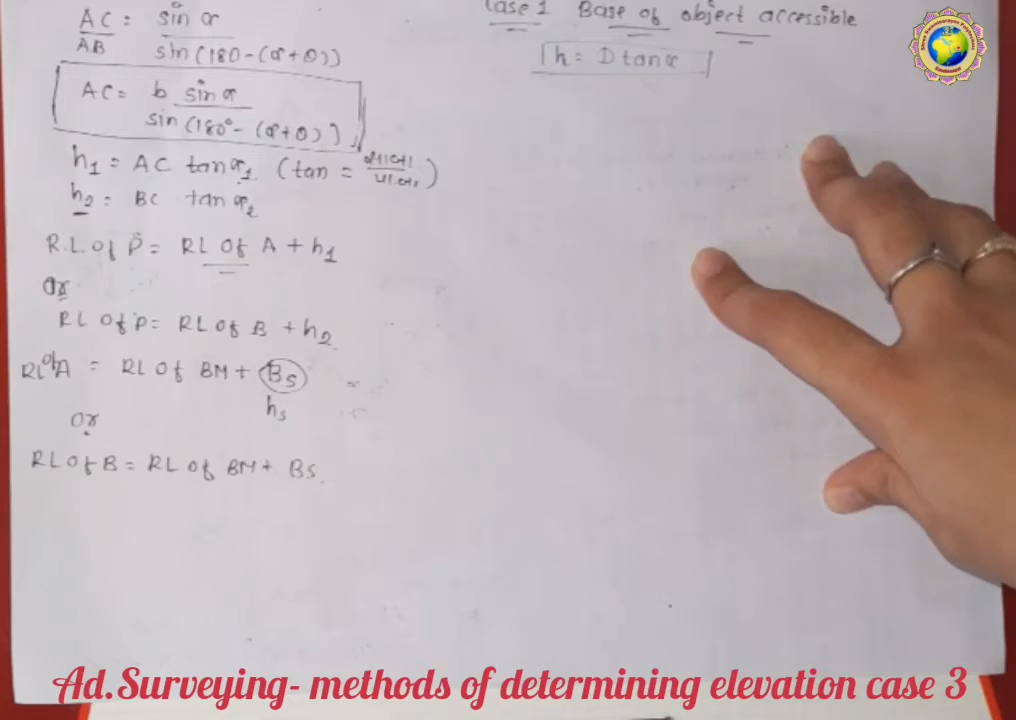 AC = sin α
AB sin(180-(α+θ))
AC= b sin α
sin(180°-(α+θ))
h1 = AC tan α1 (tan = સા.બા. / પા.બા.)
h2 = BC tan α2
R.L. of P = RL of A + h1
Or
RL of P = RL of B + h2
RL of A = RL of BM + Bs
hs
Or
RL of B = RL of BM + Bs.
Case 1 Base of object accessible
h = D tan α
Ad.Surveying- methods of determining elevation case 3